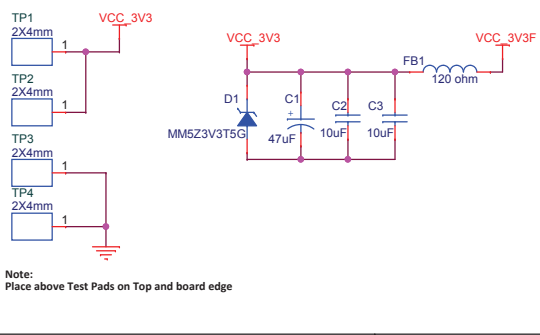 TP1
2X4mm
1
VCC_3V3
TP2
2X4mm
1
TP3
2X4mm
1
TP4
2X4mm
1
VCC_3V3
VCC_3V3F
FB1
120 ohm
D1
MM5Z3V3T5G
C1
47uF
C2
10uF
C3
10uF
Note:
Place above Test Pads on Top and board edge